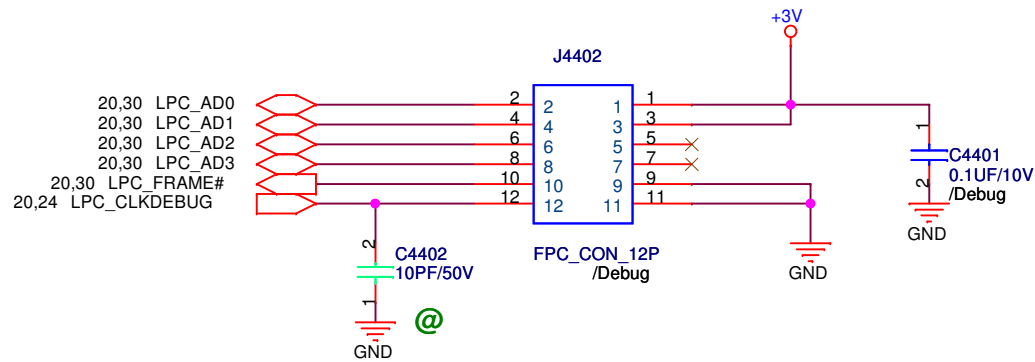 +3V
J4402
20,30 LPC_AD0 2 2 1 1
20,30 LPC_AD1 4 4 3 3
20,30 LPC_AD2 6 6 5 5
20,30 LPC_AD3 8 8 7 7
20,30 LPC_FRAME# 10 10 9 9
20,24 LPC_CLKDEBUG 12 12 11 11
1
C4401
0.1UF/10V
2
/Debug
GND
2
C4402
10PF/50V
1
GND
@
FPC_CON_12P
/Debug
GND